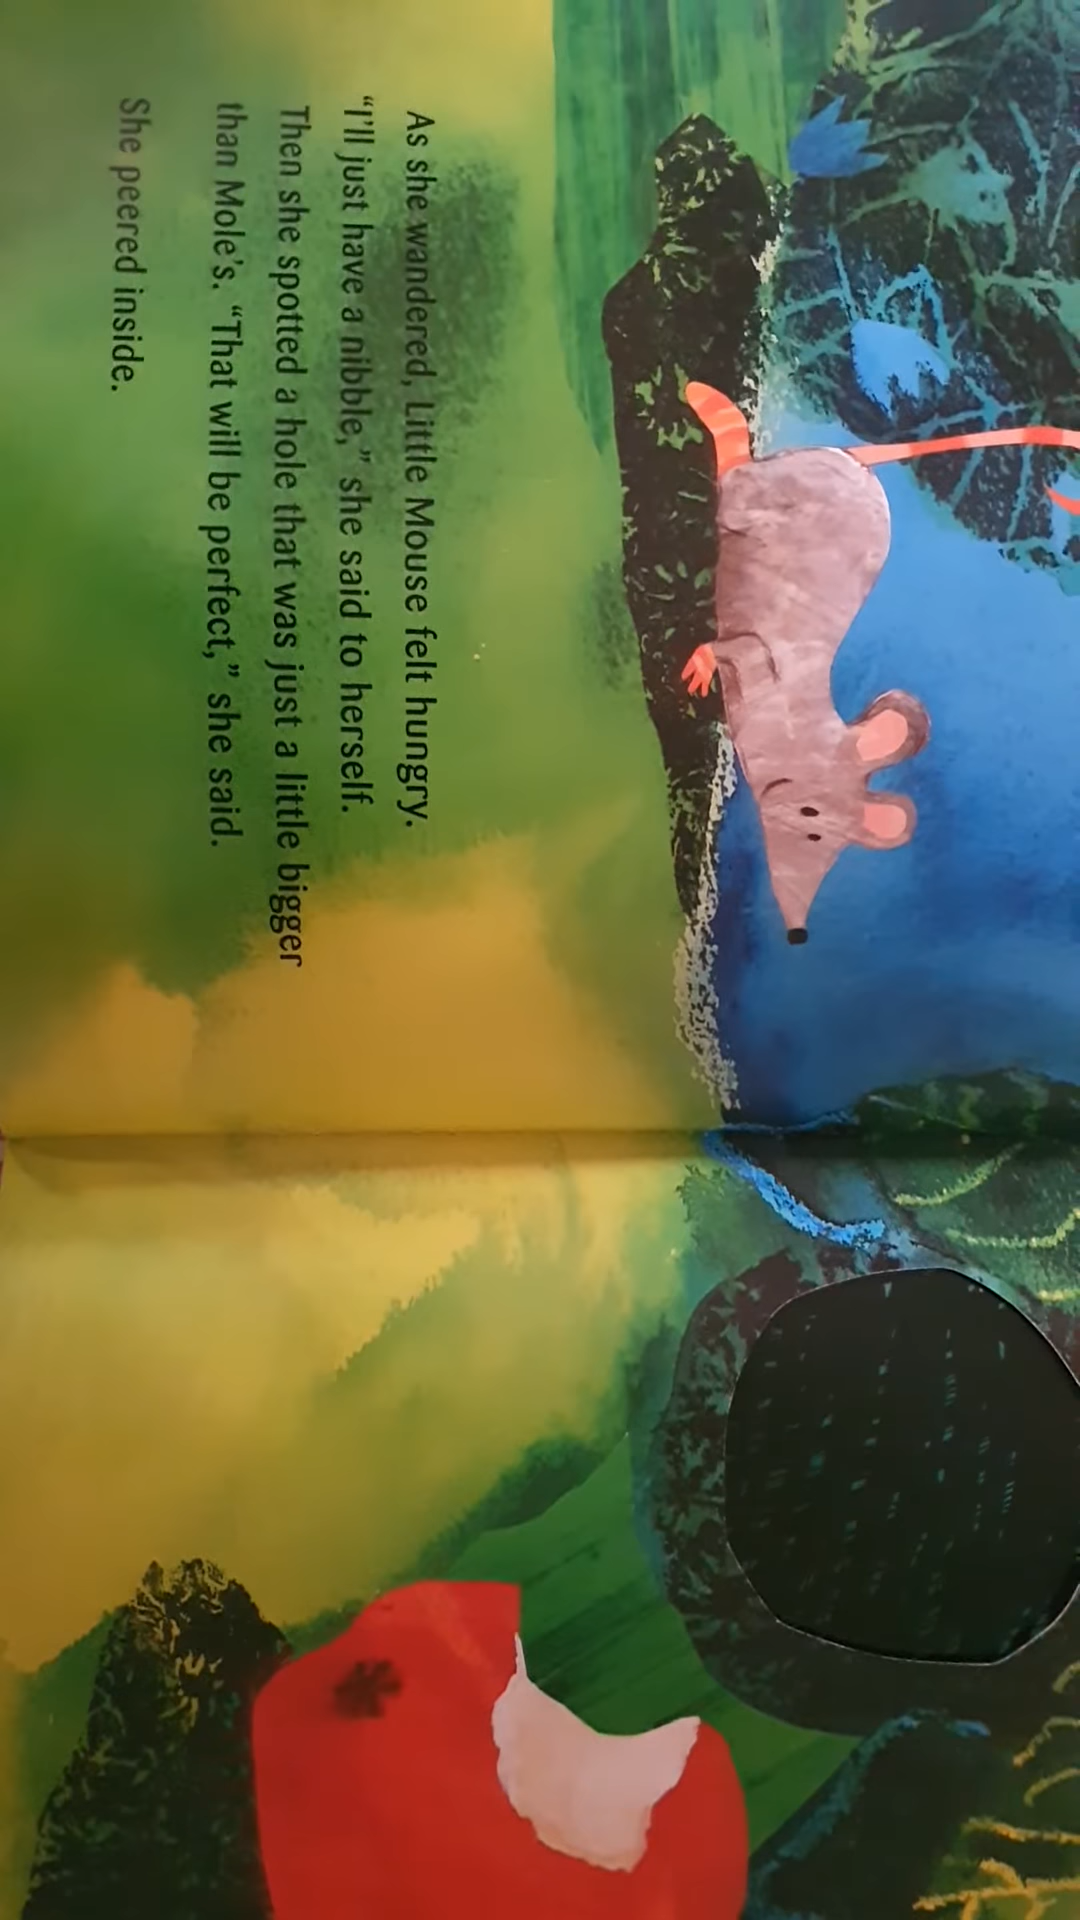 As she wandered, Little Mouse felt hungry.
“I’ll just have a nibble,” she said to herself.
Then she spotted a hole that was just a little bigger
than Mole’s. “That will be perfect,” she said.
She peered inside.